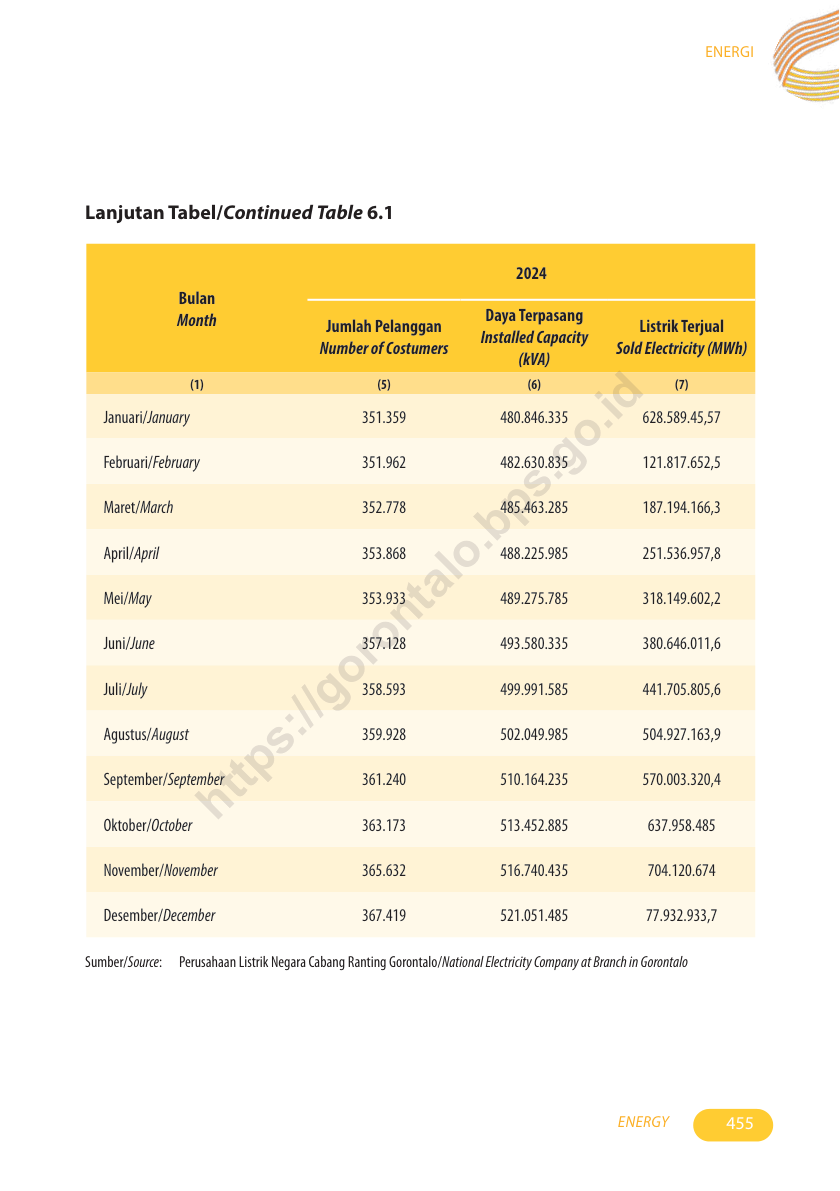 ENERGI
Lanjutan Tabel/Continued Table 6.1
Bulan
Month
2024
Jumlah Pelanggan
Number of Costumers
Daya Terpasang
Installed Capacity
(kVA)
Listrik Terjual
Sold Electricity (MWh)
(1) (5) (6) (7)
Januari/January 351.359 480.846.335 628.589.45,57
Februari/February 351.962 482.630.835 121.817.652,5
Maret/March 352.778 485.463.285 187.194.166,3
April/April 353.868 488.225.985 251.536.957,8
Mei/May 353.933 489.275.785 318.149.602,2
Juni/June 357.128 493.580.335 380.646.011,6
Juli/July 358.593 499.991.585 441.705.805,6
Agustus/August 359.928 502.049.985 504.927.163,9
September/September 361.240 510.164.235 570.003.320,4
Oktober/October 363.173 513.452.885 637.958.485
November/November 365.632 516.740.435 704.120.674
Desember/December 367.419 521.051.485 77.932.933,7
Sumber/Source: Perusahaan Listrik Negara Cabang Ranting Gorontalo/National Electricity Company at Branch in Gorontalo
https://gorontalo.bps.go.id
ENERGY 455